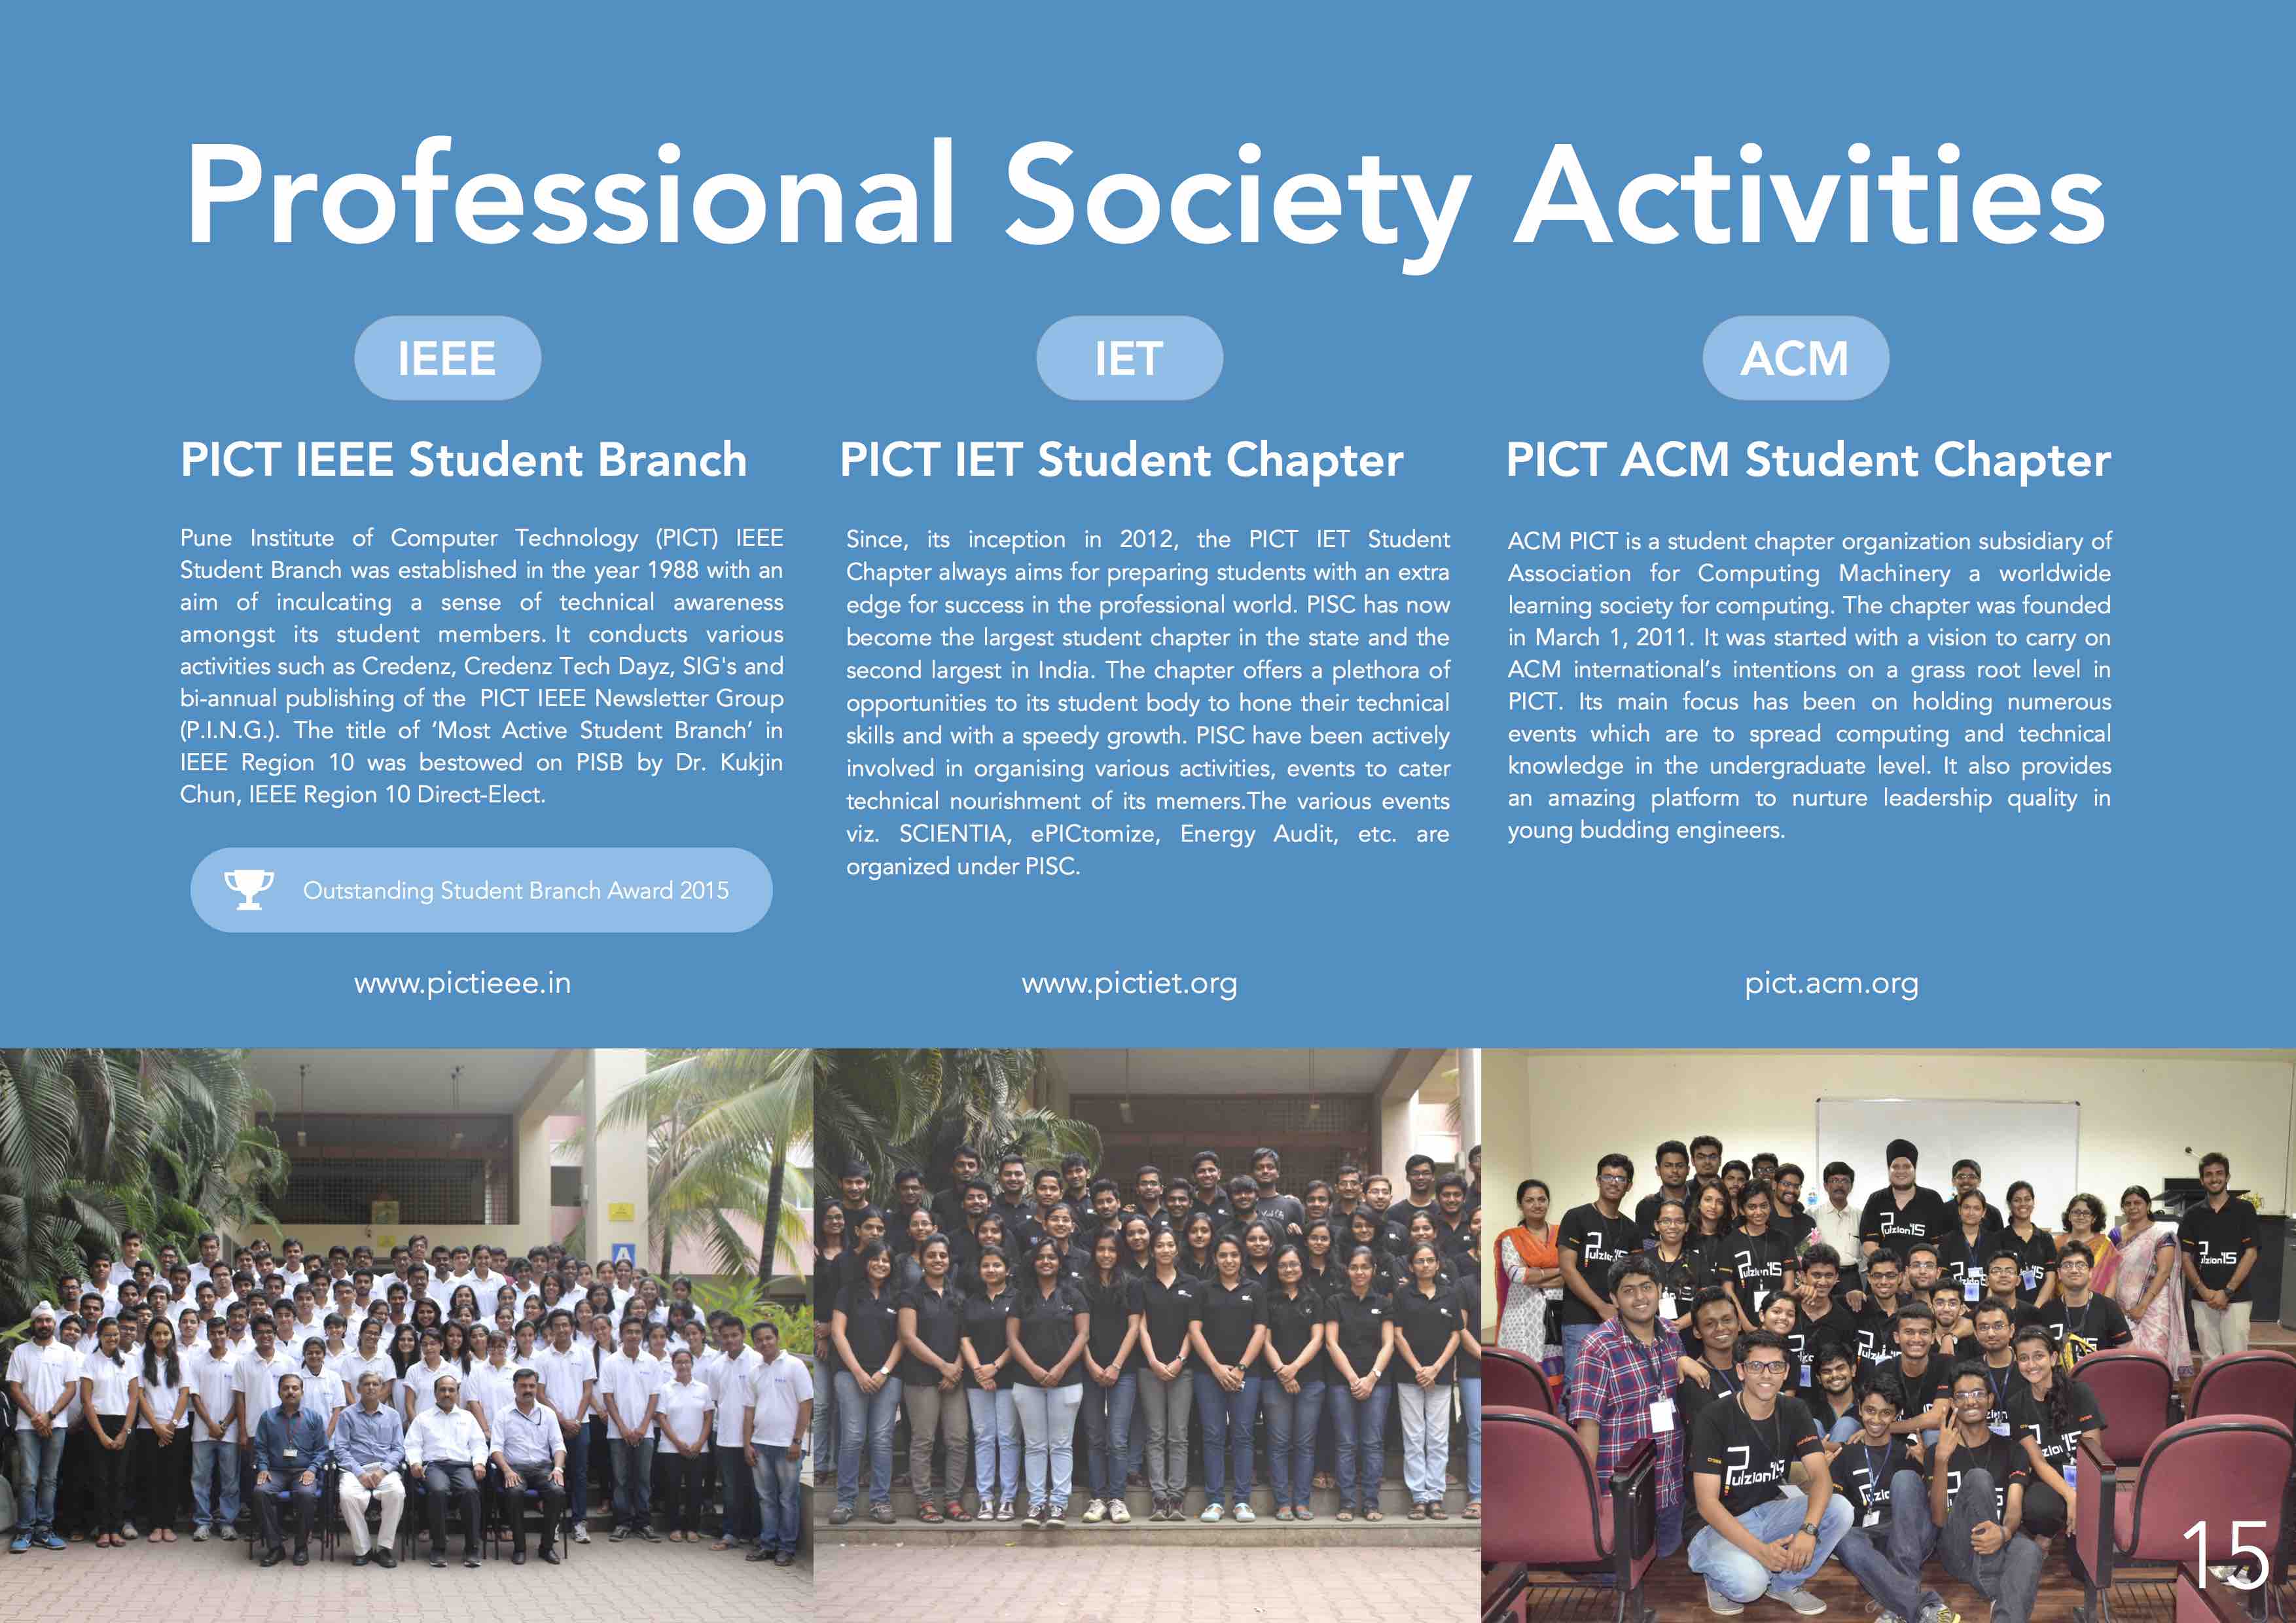 Professional Society Activities
IEEE
PICT IEEE Student Branch
Pune Institute of Computer Technology (PICT) IEEE
Student Branch was established in the year 1988 with an
aim of inculcating a sense of technical awareness
amongst its student members. It conducts various
activities such as Credenz, Credenz Tech Dayz, SIG's and
bi-annual publishing of the PICT IEEE Newsletter Group
(P.I.N.G.). The title of ‘Most Active Student Branch’ in
IEEE Region 10 was bestowed on PISB by Dr. Kukjin
Chun, IEEE Region 10 Direct-Elect.
Outstanding Student Branch Award 2015
www.pictieee.in
IET
PICT IET Student Chapter
Since, its inception in 2012, the PICT IET Student
Chapter always aims for preparing students with an extra
edge for success in the professional world. PISC has now
become the largest student chapter in the state and the
second largest in India. The chapter offers a plethora of
opportunities to its student body to hone their technical
skills and with a speedy growth. PISC have been actively
involved in organising various activities, events to cater
technical nourishment of its memers.The various events
viz. SCIENTIA, ePICtomize, Energy Audit, etc. are
organized under PISC.
www.pictiet.org
ACM
PICT ACM Student Chapter
ACM PICT is a student chapter organization subsidiary of
Association for Computing Machinery a worldwide
learning society for computing. The chapter was founded
in March 1, 2011. It was started with a vision to carry on
ACM international’s intentions on a grass root level in
PICT. Its main focus has been on holding numerous
events which are to spread computing and technical
knowledge in the undergraduate level. It also provides
an amazing platform to nurture leadership quality in
young budding engineers.
pict.acm.org
A
Pulzion'15
Pulzion'15
Pulzion'15
Pulzion'15
15